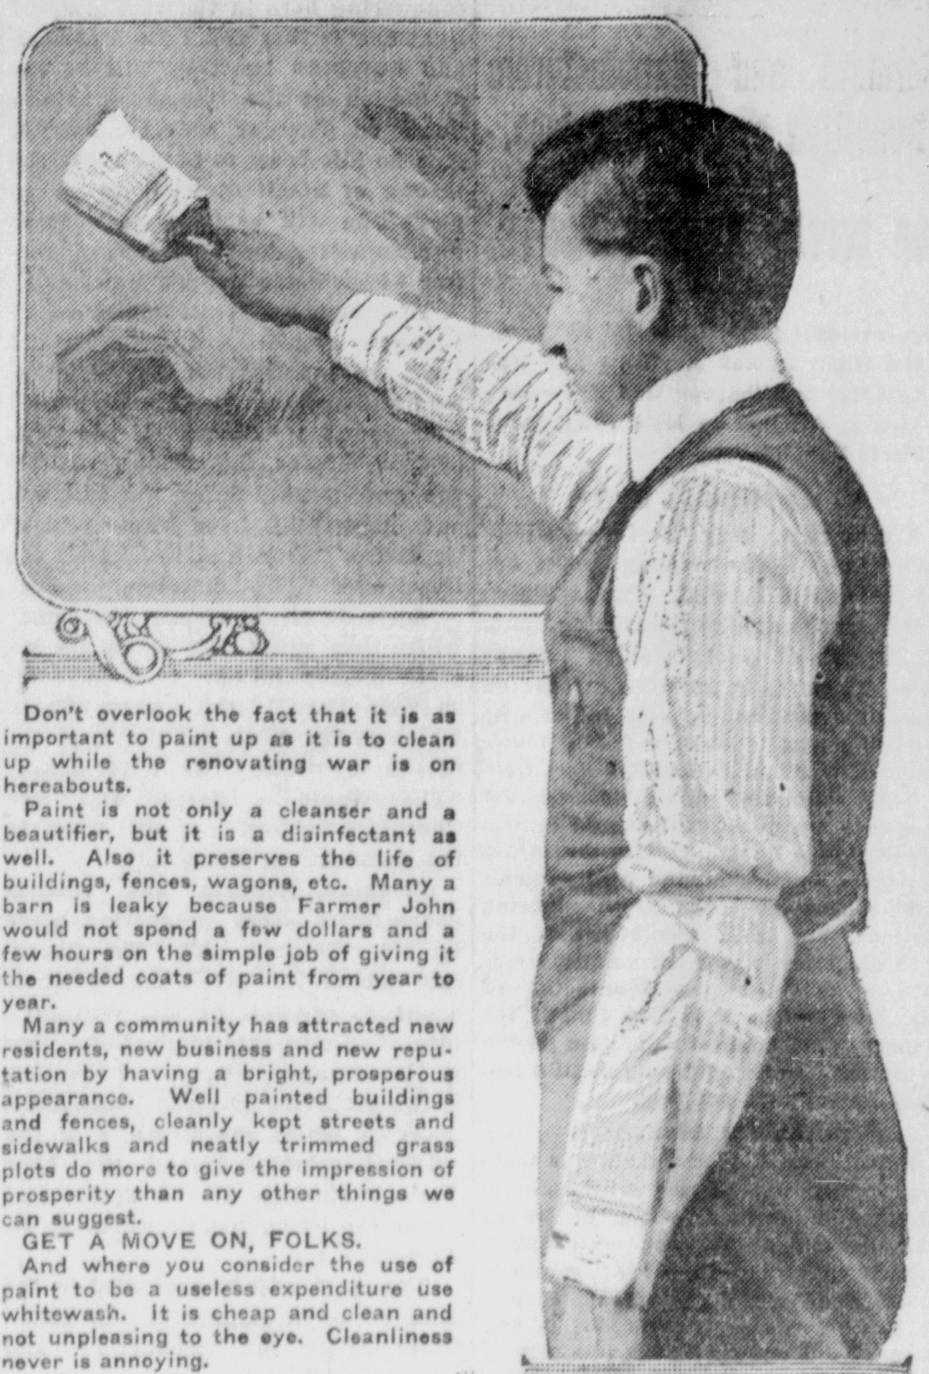 Don't overlook the fact that it is as
important to paint up as it is to clean
up while the renovating war is on
hereabouts.
Paint is not only a cleanser and a
beautifier, but it is a disinfectant as
well. Also it preserves the life of
buildings, fences, wagons, etc. Many a
barn is leaky because Farmer John
would not spend a few dollars and a
few hours on the simple job of giving it
the needed coats of paint from year to
year.
Many a community has attracted new
residents, new business and new repu-
tation by having a bright, prosperous
appearance. Well painted buildings
and fences, cleanly kept streets and
sidewalks and neatly trimmed grass
plots do more to give the impression of
prosperity than any other things we
can suggest.
GET A MOVE ON, FOLKS.
And where you consider the use of
paint to be a useless expenditure use
whitewash. It is cheap and clean and
not unpleasing to the eye. Cleanliness
never is annoying.